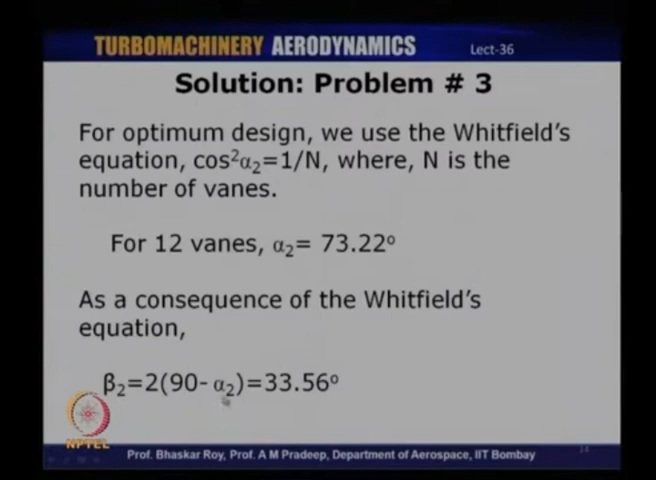 TURBOMACHINERY AERODYNAMICS Lect-36
Solution: Problem # 3
For optimum design, we use the Whitfield's
equation, cos²α₂=1/N, where, N is the
number of vanes.
For 12 vanes, α₂= 73.22º
As a consequence of the Whitfield's
equation,
β₂=2(90- α₂)=33.56º
NPTEL
Prof. Bhaskar Roy, Prof. A M Pradeep, Department of Aerospace, IIT Bombay